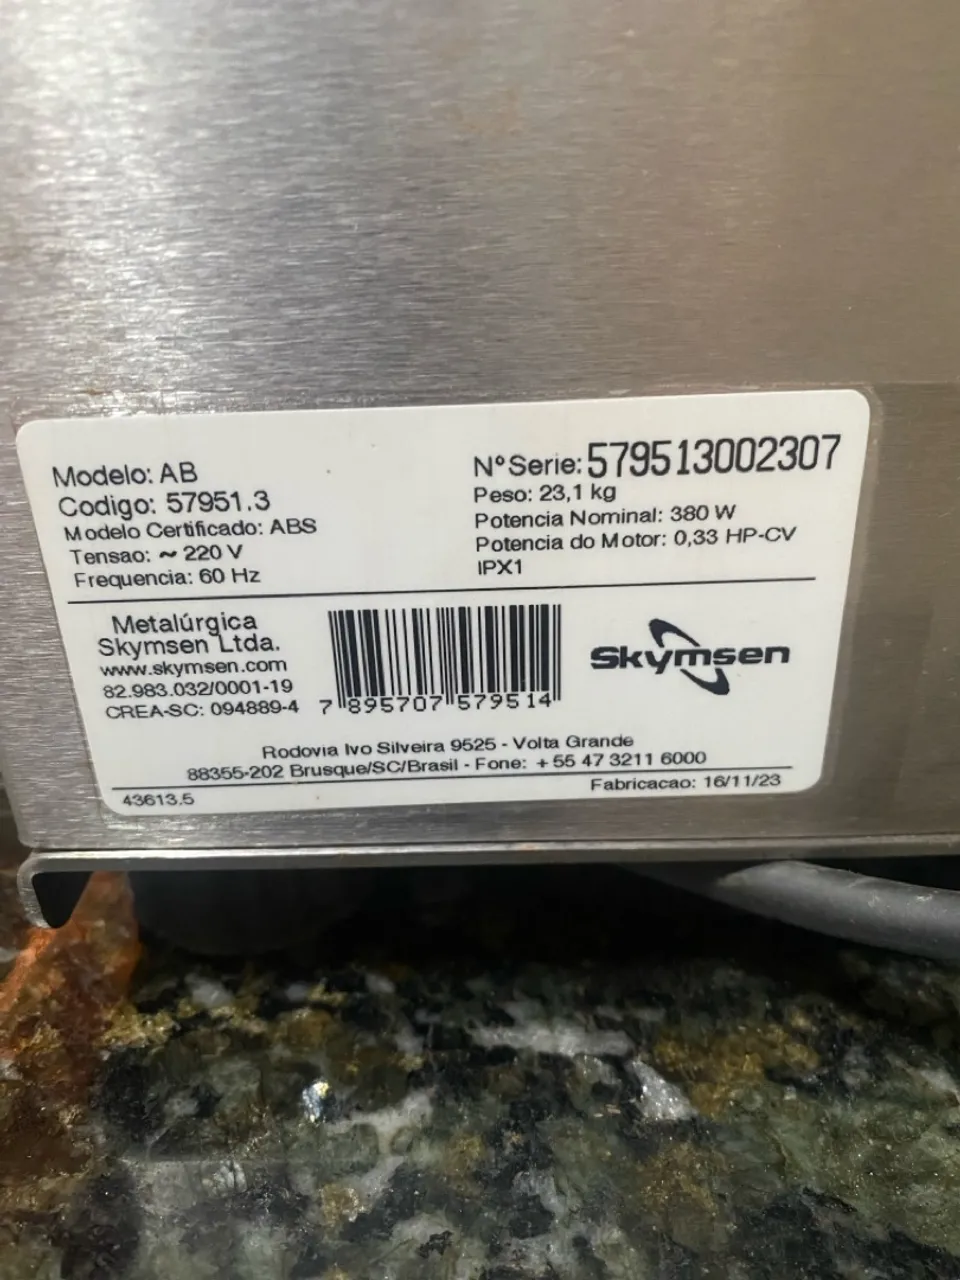 Modelo: AB
Codigo: 57951.3
Modelo Certificado: ABS
Tensao: ~ 220 V
Frequencia: 60 Hz
Nº Serie: 579513002307
Peso: 23,1 kg
Potencia Nominal: 380 W
Potencia do Motor: 0,33 HP-CV
IPX1
Metalúrgica
Skymsen Ltda.
www.skymsen.com
82.983.032/0001-19
CREA-SC: 094889-4
7 895707 579514
Skymsen
Rodovia Ivo Silveira 9525 - Volta Grande
88355-202 Brusque/SC/Brasil - Fone: + 55 47 3211 6000
43613.5
Fabricacao: 16/11/23